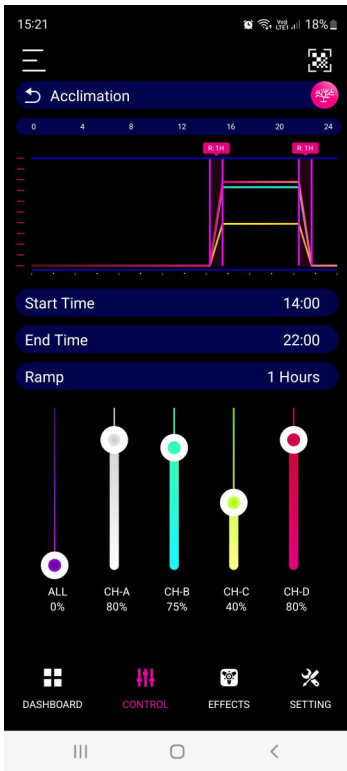 15:21
Vo))
LTE1
18%
Acclimation
0 4 8 12 16 20 24
R:1H R:1H
Start Time 14:00
End Time 22:00
Ramp 1 Hours
ALL CH-A CH-B CH-C CH-D
0% 80% 75% 40% 80%
DASHBOARD CONTROL EFFECTS SETTING